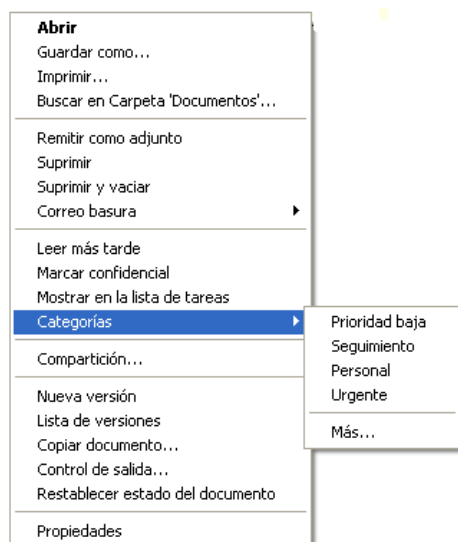 Abrir
Guardar como...
Imprimir...
Buscar en Carpeta 'Documentos'...
Remitir como adjunto
Suprimir
Suprimir y vaciar
Correo basura
Leer más tarde
Marcar confidencial
Mostrar en la lista de tareas
Categorías
Compartición...
Nueva versión
Lista de versiones
Copiar documento...
Control de salida...
Restablecer estado del documento
Propiedades
Prioridad baja
Seguimiento
Personal
Urgente
Más...